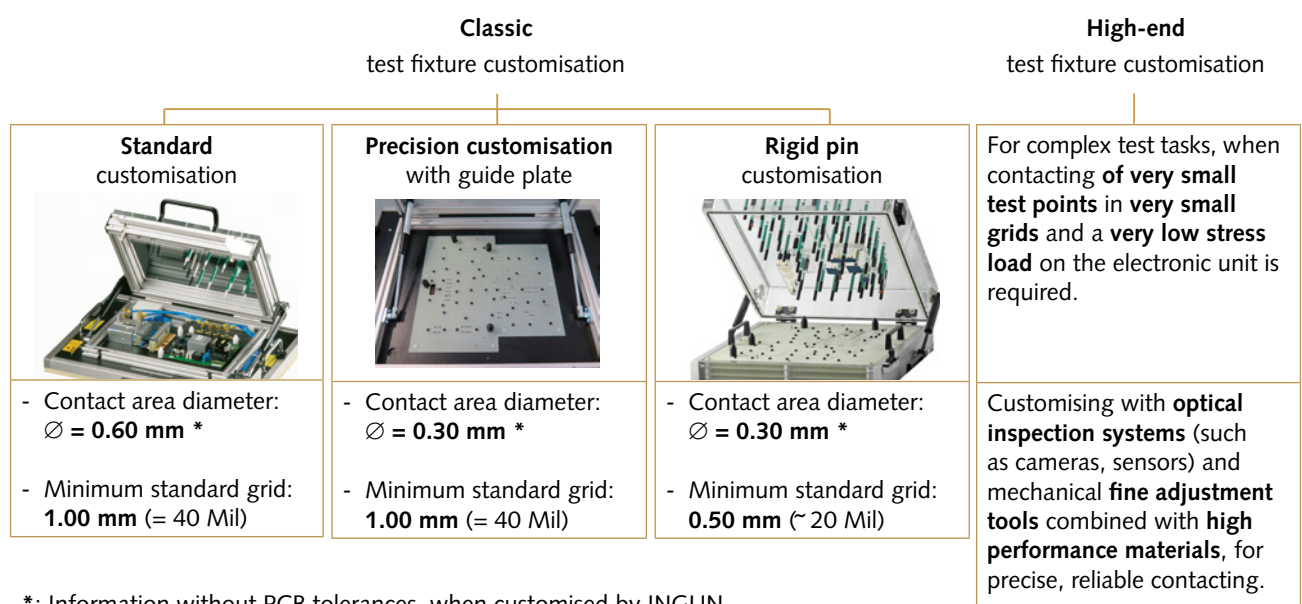 Classic
test fixture customisation
High-end
test fixture customisation
Standard
customisation
Precision customisation
with guide plate
Rigid pin
customisation
For complex test tasks, when
contacting of very small
test points in very small
grids and a very low stress
load on the electronic unit is
required.
- Contact area diameter:
∅ = 0.60 mm *
- Minimum standard grid:
1.00 mm (= 40 Mil)
- Contact area diameter:
∅ = 0.30 mm *
- Minimum standard grid:
1.00 mm (= 40 Mil)
- Contact area diameter:
∅ = 0.30 mm *
- Minimum standard grid:
0.50 mm (~ 20 Mil)
Customising with optical
inspection systems (such
as cameras, sensors) and
mechanical fine adjustment
tools combined with high
performance materials, for
precise, reliable contacting.
*: Information without PCB tolerances, when customised by INGUN